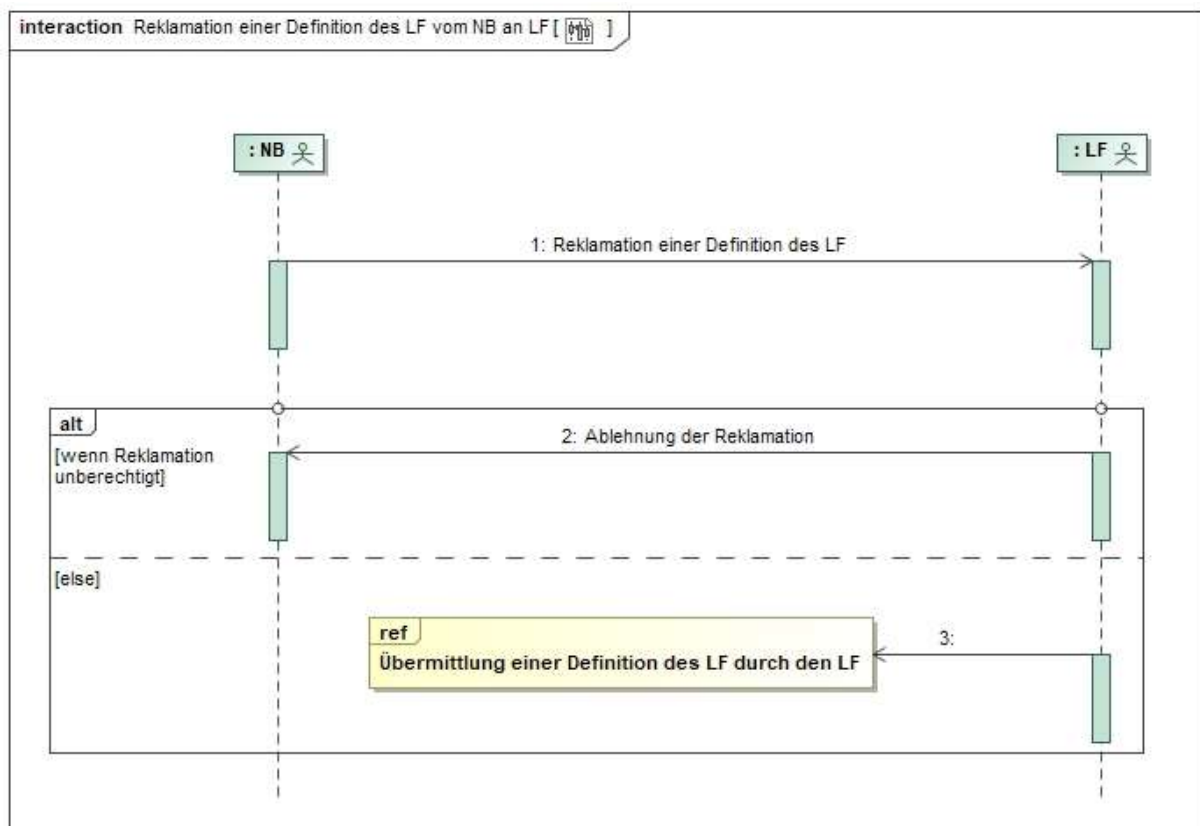 interaction Reklamation einer Definition des LF vom NB an LF [ ]
: NB
: LF
1: Reklamation einer Definition des LF
alt
2: Ablehnung der Reklamation
[wenn Reklamation
unberechtigt]
[else]
ref
3:
Übermittlung einer Definition des LF durch den LF